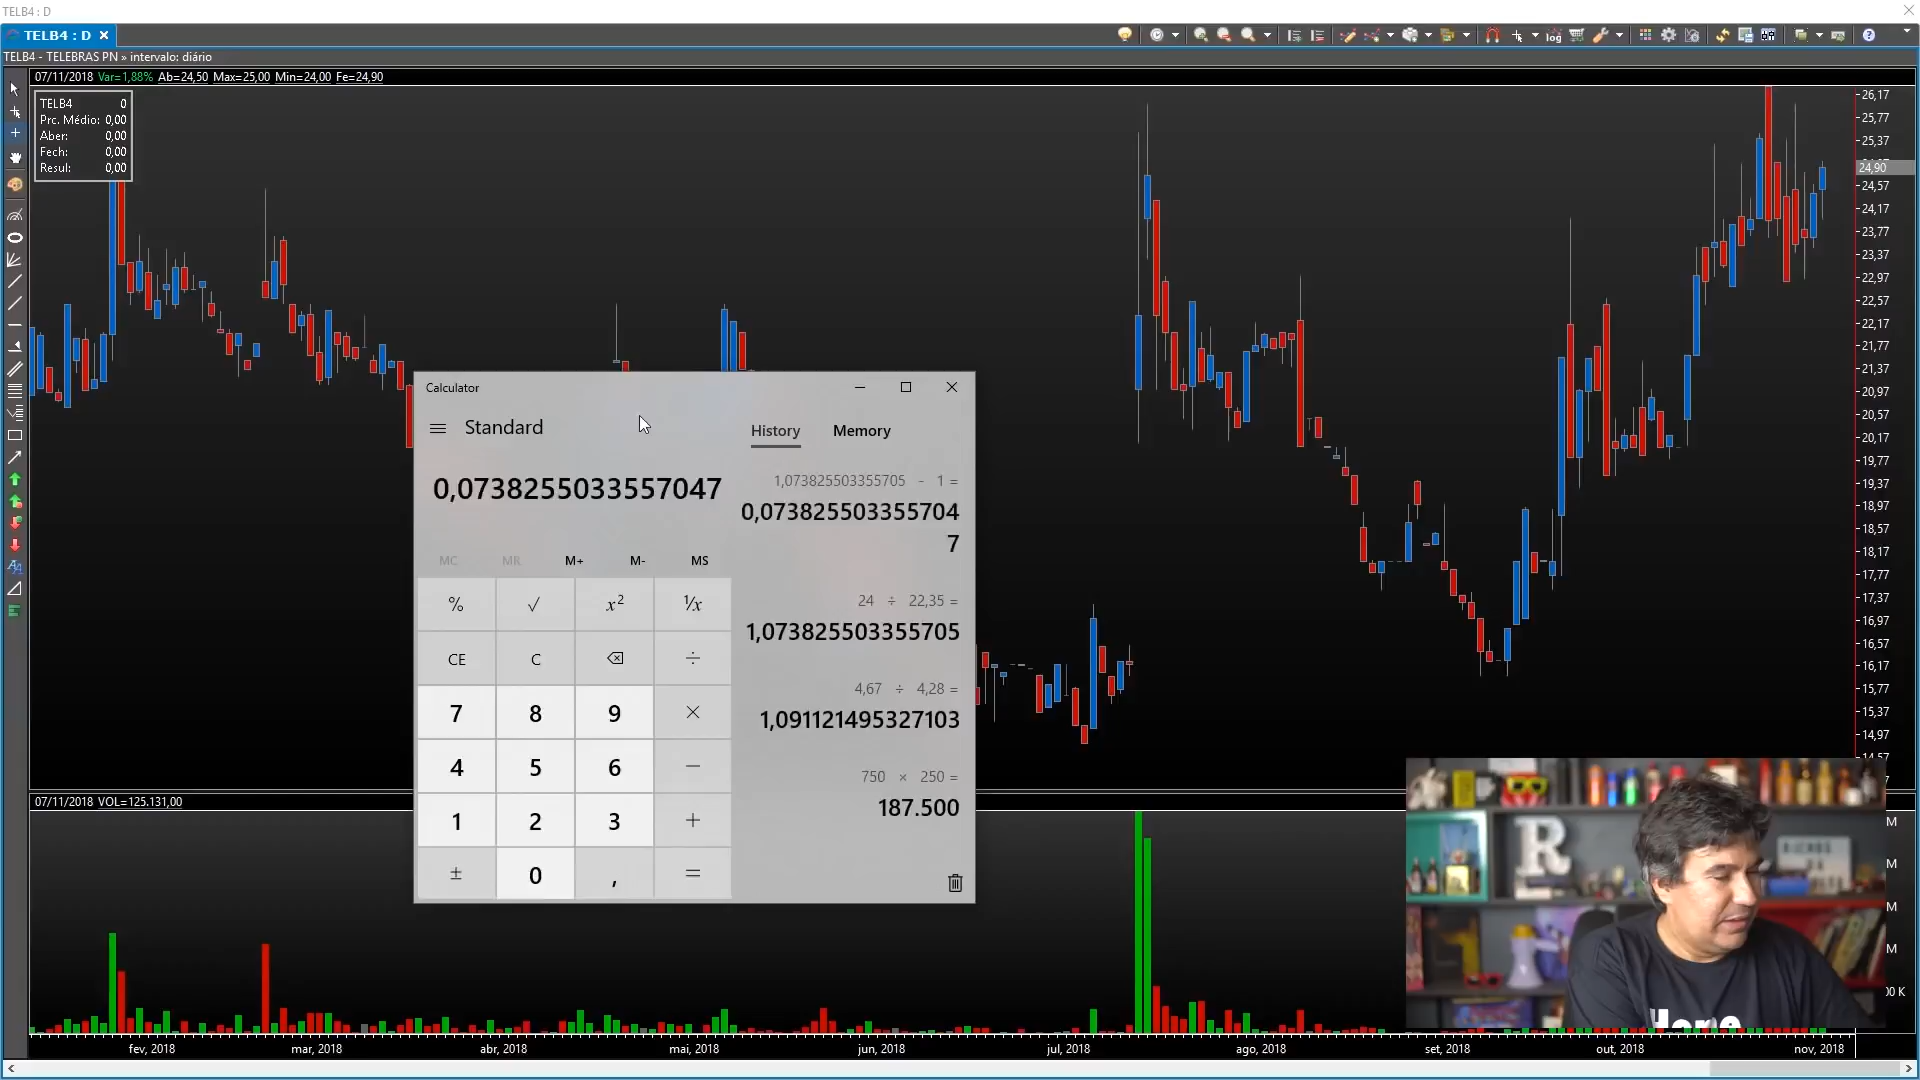 TELB4 : D
TELB4 : D
TELB4 - TELEBRAS PN » intervalo: diário
07/11/2018 Var=1,88% Ab=24,50 Max=25,00 Min=24,00 Fe=24,90
TELB4 0
Prc. Médio: 0,00
Aber: 0,00
Fech: 0,00
Resul: 0,00
log
26,17
25,77
25,37
24,90
24,57
24,17
23,77
23,37
22,97
22,57
22,17
21,77
21,37
20,97
20,57
20,17
19,77
19,37
18,97
18,57
18,17
17,77
17,37
16,97
16,57
16,17
15,77
15,37
14,97
14,57
Calculator
Standard
History Memory
0,0738255033557047
1,073825503355705 - 1 =
0,073825503355704
7
24 ÷ 22,35 =
1,073825503355705
4,67 ÷ 4,28 =
1,091121495327103
750 × 250 =
187.500
MC MR M+ M- MS
% √ x² ¹/x
CE C ÷
7 8 9 ×
4 5 6 −
1 2 3 +
± 0 , =
07/11/2018 VOL=125.131,00
M
M
M
M
00 K
R
fev, 2018 mar, 2018 abr, 2018 mai, 2018 jun, 2018 jul, 2018 ago, 2018 set, 2018 out, 2018 nov, 2018